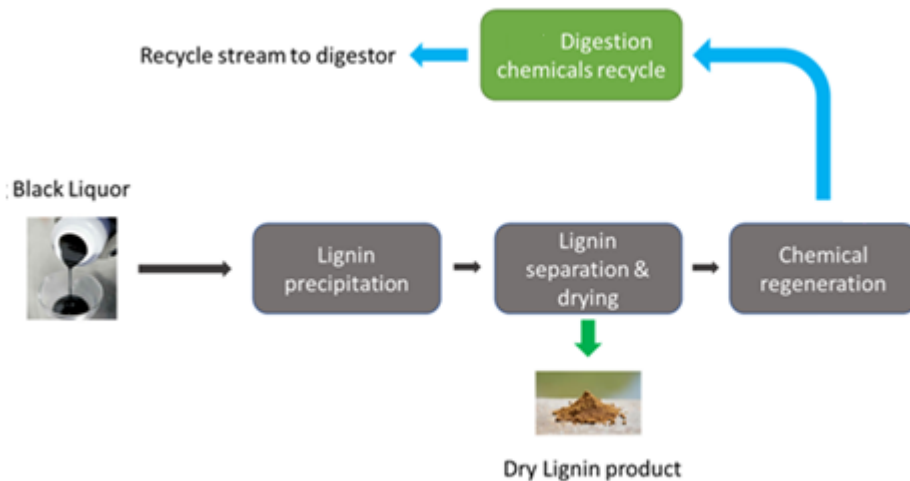 Digestion
chemicals recycle
Recycle stream to digestor
Black Liquor
Lignin
precipitation
Lignin
separation &
drying
Chemical
regeneration
Dry Lignin product